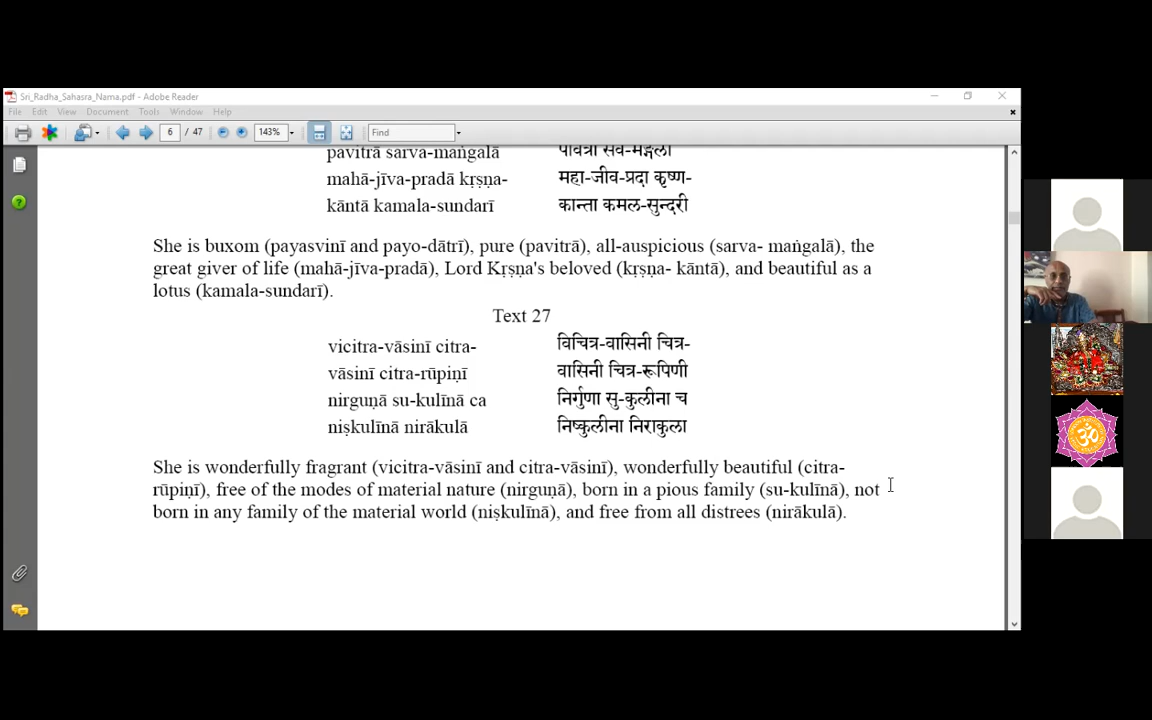 Sri_Radha_Sahasra_Nama.pdf - Adobe Reader
File Edit View Document Tools Window Help
6 / 47 143% Find
pavitrā sarva-maṅgalā
mahā-jīva-pradā kṛṣṇa-
kāntā kamala-sundarī
पवित्रा सर्व-मङ्गला
महा-जीव-प्रदा कृष्ण-
कान्ता कमल-सुन्दरी
She is buxom (payasvinī and payo-dātrī), pure (pavitrā), all-auspicious (sarva- maṅgalā), the
great giver of life (mahā-jīva-pradā), Lord Kṛṣṇa's beloved (kṛṣṇa- kāntā), and beautiful as a
lotus (kamala-sundarī).
Text 27
vicitra-vāsinī citra-
vāsinī citra-rūpiṇī
nirguṇā su-kulīnā ca
niṣkulīnā nirākulā
विचित्र-वासिनी चित्र-
वासिनी चित्र-रूपिणी
निर्गुणा सु-कुलीना च
निष्कुलीना निराकुला
She is wonderfully fragrant (vicitra-vāsinī and citra-vāsinī), wonderfully beautiful (citra-
rūpiṇī), free of the modes of material nature (nirguṇā), born in a pious family (su-kulīnā), not
born in any family of the material world (niṣkulīnā), and free from all distrees (nirākulā).
ॐ